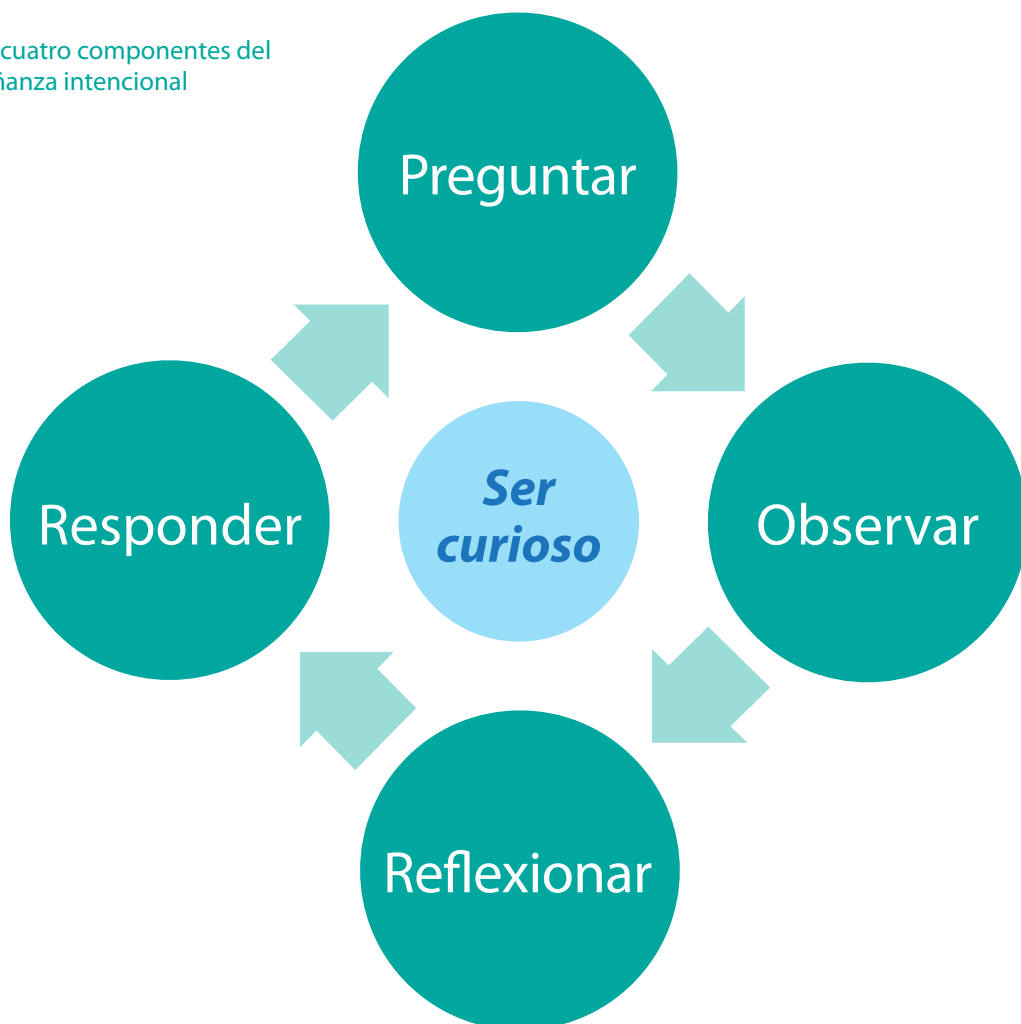 cuatro componentes del
ñanza intencional
Preguntar
Ser
curioso
Responder
Observar
Reflexionar